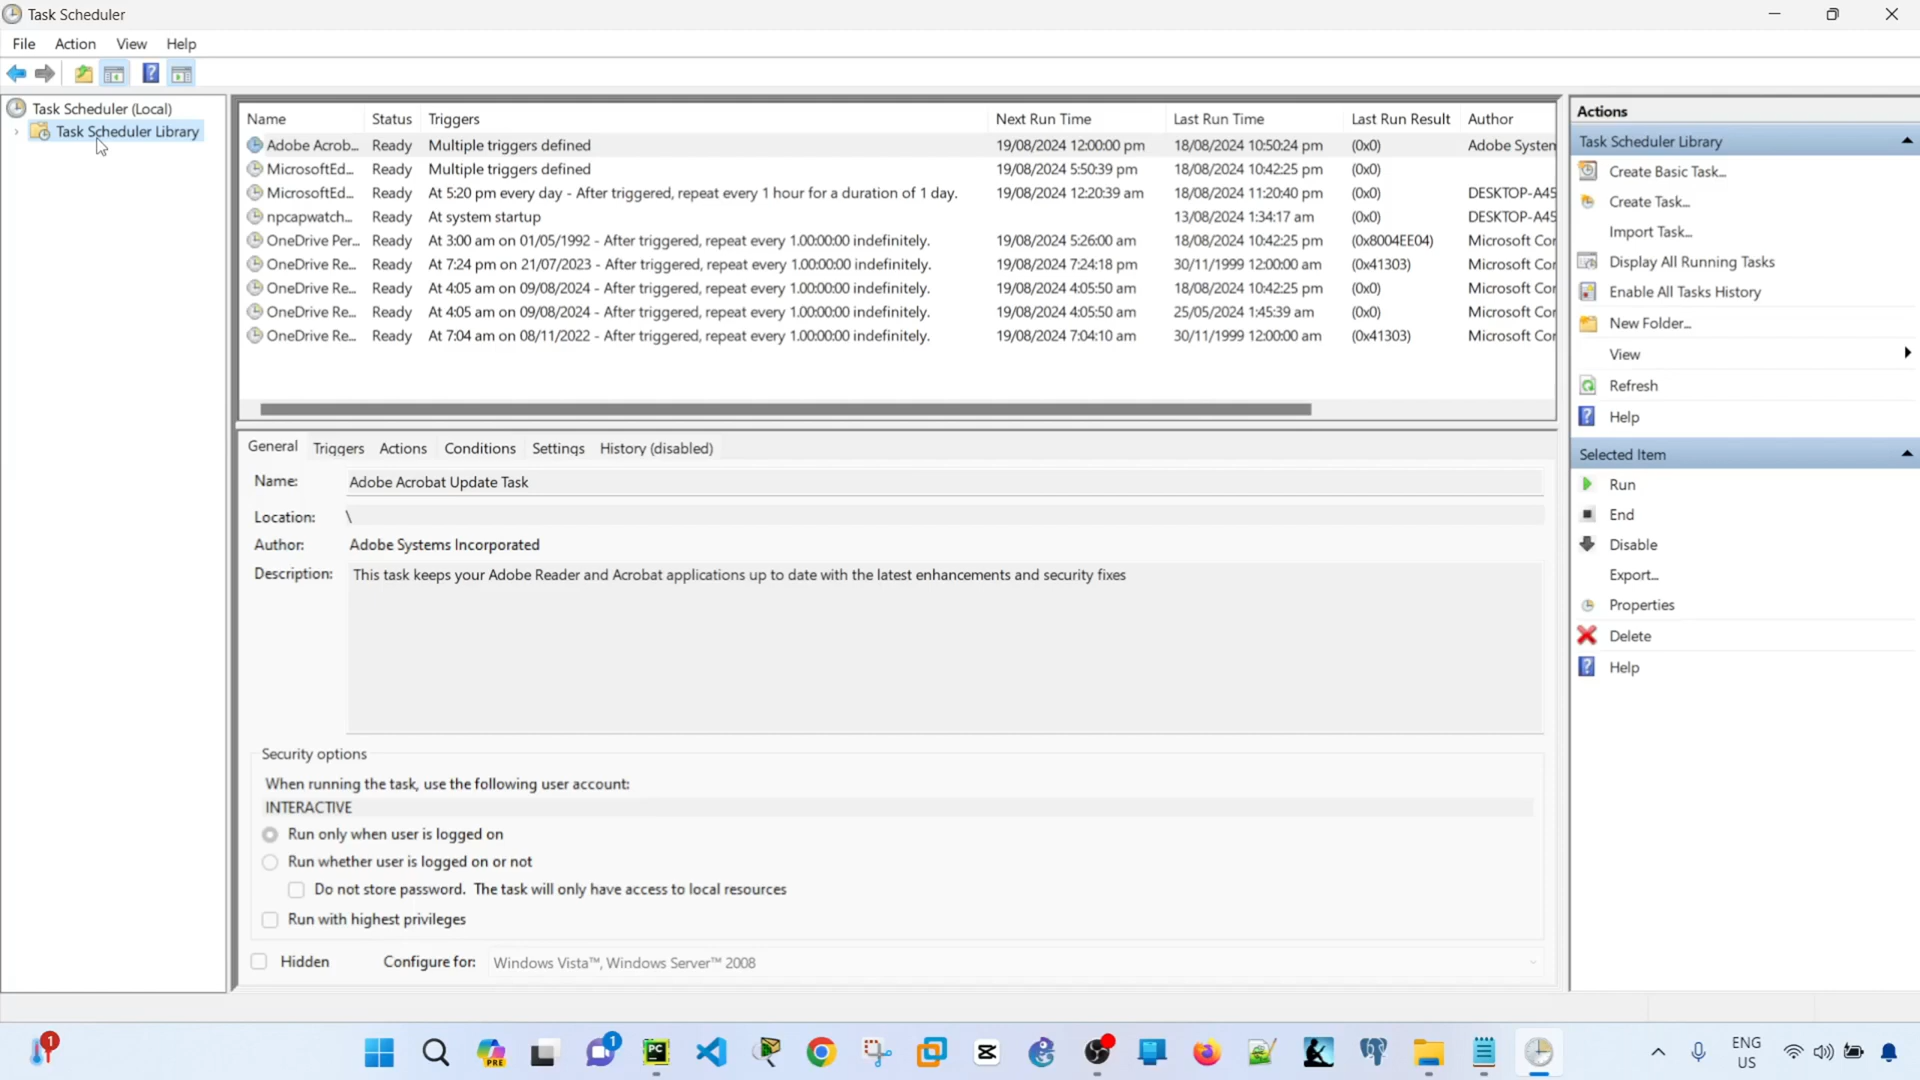 Task Scheduler
File Action View Help
Task Scheduler (Local)
Task Scheduler Library
Name Status Triggers Next Run Time Last Run Time Last Run Result Author
Adobe Acrob... Ready Multiple triggers defined 19/08/2024 12:00:00 pm 18/08/2024 10:50:24 pm (0x0) Adobe System
MicrosoftEd... Ready Multiple triggers defined 19/08/2024 5:50:39 pm 18/08/2024 10:42:25 pm (0x0)
MicrosoftEd... Ready At 5:20 pm every day - After triggered, repeat every 1 hour for a duration of 1 day. 19/08/2024 12:20:39 am 18/08/2024 11:20:40 pm (0x0) DESKTOP-A45
npcapwatch... Ready At system startup 13/08/2024 1:34:17 am (0x0) DESKTOP-A45
OneDrive Per... Ready At 3:00 am on 01/05/1992 - After triggered, repeat every 1.00:00:00 indefinitely. 19/08/2024 5:26:00 am 18/08/2024 10:42:25 pm (0x8004EE04) Microsoft Cor
OneDrive Re... Ready At 7:24 pm on 21/07/2023 - After triggered, repeat every 1.00:00:00 indefinitely. 19/08/2024 7:24:18 pm 30/11/1999 12:00:00 am (0x41303) Microsoft Cor
OneDrive Re... Ready At 4:05 am on 09/08/2024 - After triggered, repeat every 1.00:00:00 indefinitely. 19/08/2024 4:05:50 am 18/08/2024 10:42:25 pm (0x0) Microsoft Cor
OneDrive Re... Ready At 4:05 am on 09/08/2024 - After triggered, repeat every 1.00:00:00 indefinitely. 19/08/2024 4:05:50 am 25/05/2024 1:45:39 am (0x0) Microsoft Cor
OneDrive Re... Ready At 7:04 am on 08/11/2022 - After triggered, repeat every 1.00:00:00 indefinitely. 19/08/2024 7:04:10 am 30/11/1999 12:00:00 am (0x41303) Microsoft Cor
General Triggers Actions Conditions Settings History (disabled)
Name: Adobe Acrobat Update Task
Location: \
Author: Adobe Systems Incorporated
Description: This task keeps your Adobe Reader and Acrobat applications up to date with the latest enhancements and security fixes
Security options
When running the task, use the following user account:
INTERACTIVE
Run only when user is logged on
Run whether user is logged on or not
Do not store password. The task will only have access to local resources
Run with highest privileges
Hidden Configure for: Windows Vista™, Windows Server™ 2008
Actions
Task Scheduler Library
Create Basic Task...
Create Task...
Import Task...
Display All Running Tasks
Enable All Tasks History
New Folder...
View
Refresh
Help
Selected Item
Run
End
Disable
Export...
Properties
Delete
Help
1
PRE
1
PC
ENG
US